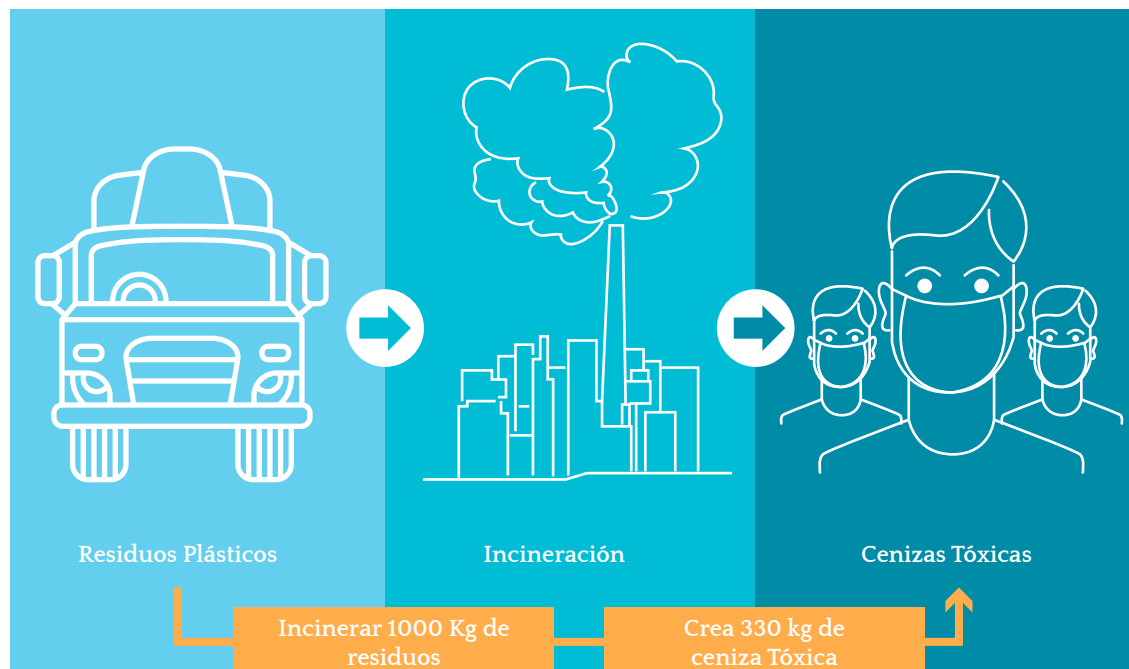 Residuos Plásticos
Incineración
Cenizas Tóxicas
Incinerar 1000 Kg de
residuos
Crea 330 kg de
ceniza Tóxica